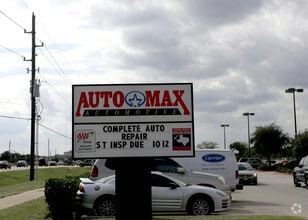 AUTO MAX
AUTOMOTIVE
COMPLETE AUTO
REPAIR
ST INSP DUE 10 12
AAA
Carrier